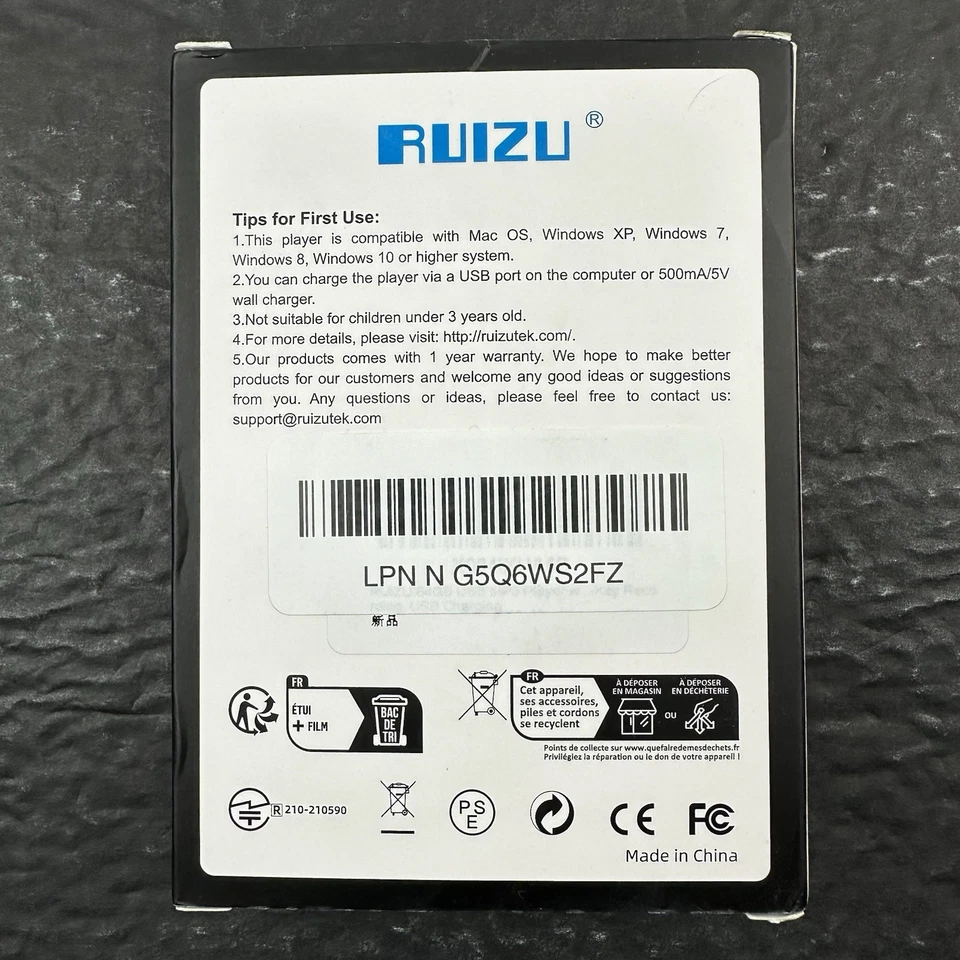 RUIZU ®
Tips for First Use:
1.This player is compatible with Mac OS, Windows XP, Windows 7,
Windows 8, Windows 10 or higher system.
2.You can charge the player via a USB port on the computer or 500mA/5V
wall charger.
3.Not suitable for children under 3 years old.
4.For more details, please visit: http://ruizutek.com/.
5.Our products comes with 1 year warranty. We hope to make better
products for our customers and welcome any good ideas or suggestions
from you. Any questions or ideas, please feel free to contact us:
support@ruizutek.com
LPN N G5Q6WS2FZ
新品
FR
ÉTUI
+ FILM
BAC
DE
TRI
FR
Cet appareil,
ses accessoires,
piles et cordons
se recyclent
À DÉPOSER
EN MAGASIN
OU
À DÉPOSER
EN DÉCHÈTERIE
Points de collecte sur www.quefairedemesdechets.fr
Privilégiez la réparation ou le don de votre appareil !
R 210-210590
PS
E
CE
FC
Made in China